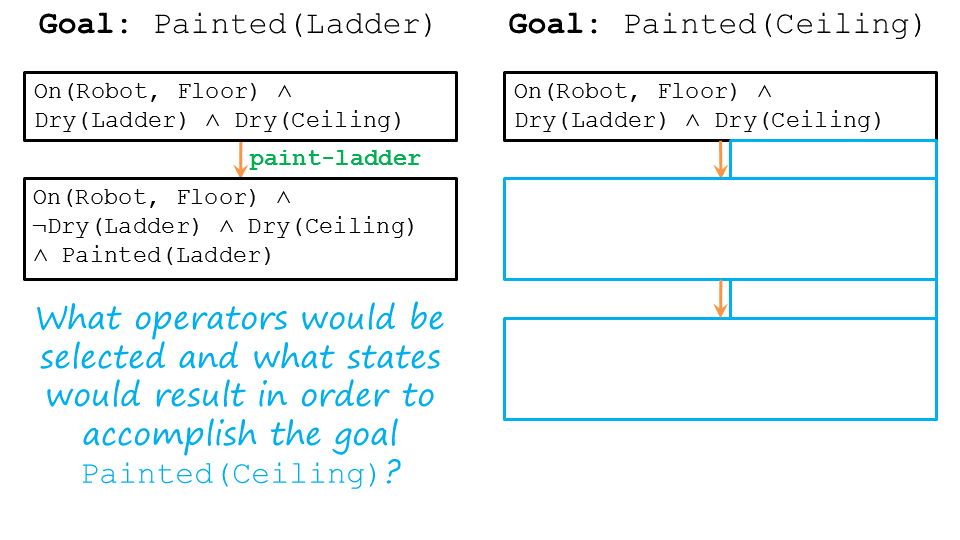 Goal: Painted(Ladder)
On(Robot, Floor) ∧
Dry(Ladder) ∧ Dry(Ceiling)
paint-ladder
On(Robot, Floor) ∧
¬Dry(Ladder) ∧ Dry(Ceiling)
∧ Painted(Ladder)
What operators would be
selected and what states
would result in order to
accomplish the goal
Painted(Ceiling)?
Goal: Painted(Ceiling)
On(Robot, Floor) ∧
Dry(Ladder) ∧ Dry(Ceiling)